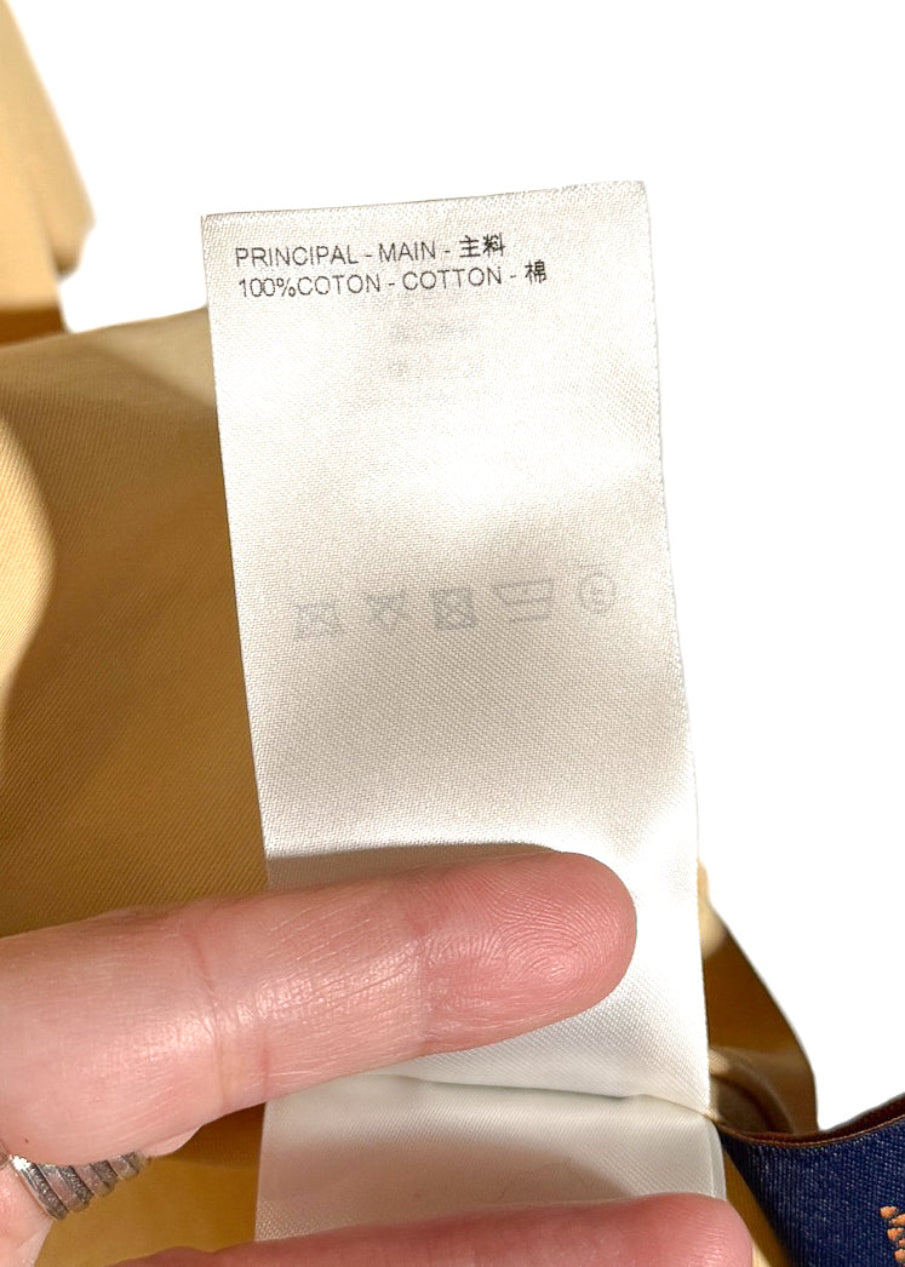 PRINCIPAL - MAIN - 主料
100%COTON - COTTON - 棉